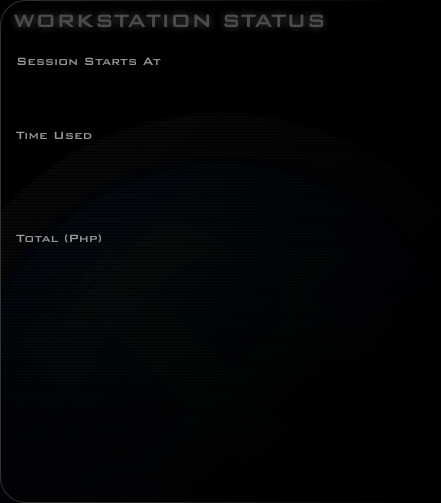 WORKSTATION STATUS
Session Starts At
Time Used
Total (Php)